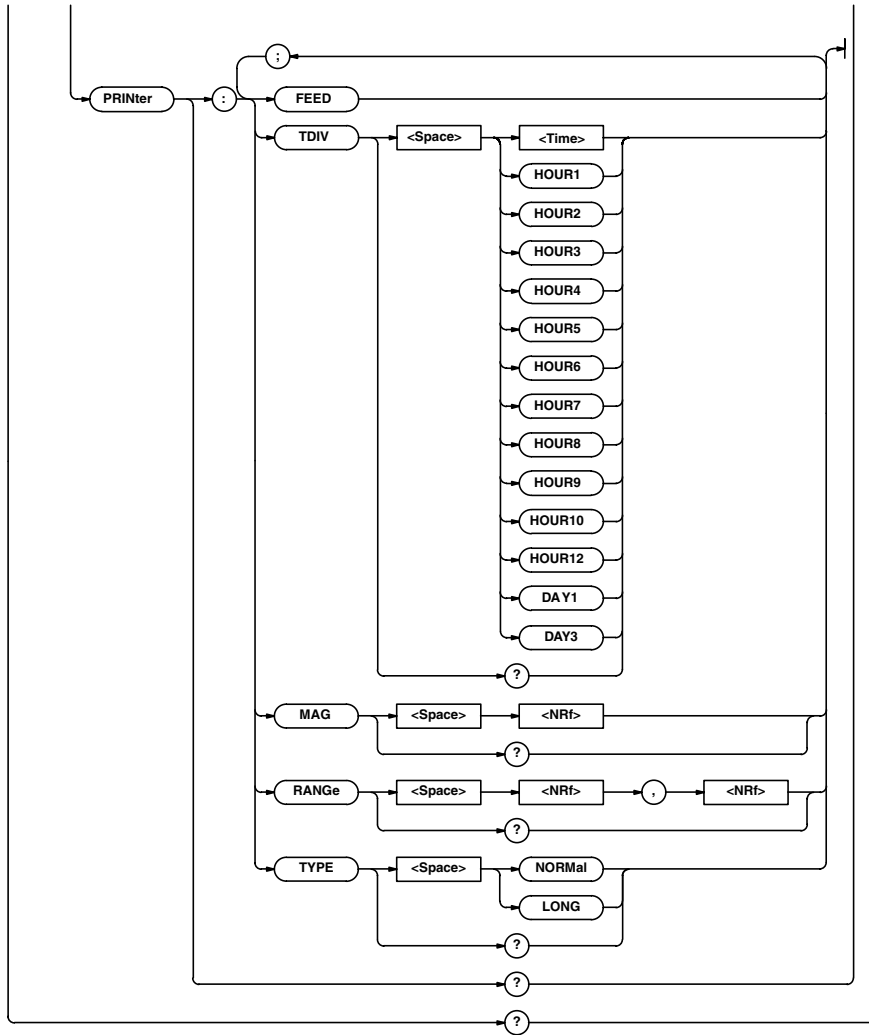 ;
PRINter : FEED
TDIV <Space> <Time>
HOUR1
HOUR2
HOUR3
HOUR4
HOUR5
HOUR6
HOUR7
HOUR8
HOUR9
HOUR10
HOUR12
DAY1
DAY3
?
MAG <Space> <NRf>
?
RANGe <Space> <NRf> , <NRf>
?
TYPE <Space> NORMal
LONG
?
?
?